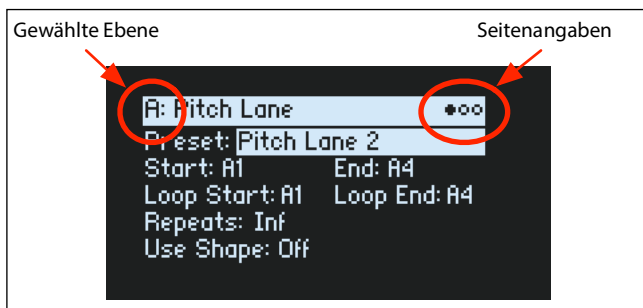 Gewählte Ebene Seitenangaben
A: Pitch Lane
Preset: Pitch Lane 2
Start: A1 End: A4
Loop Start: A1 Loop End: A4
Repeats: Inf
Use Shape: Off